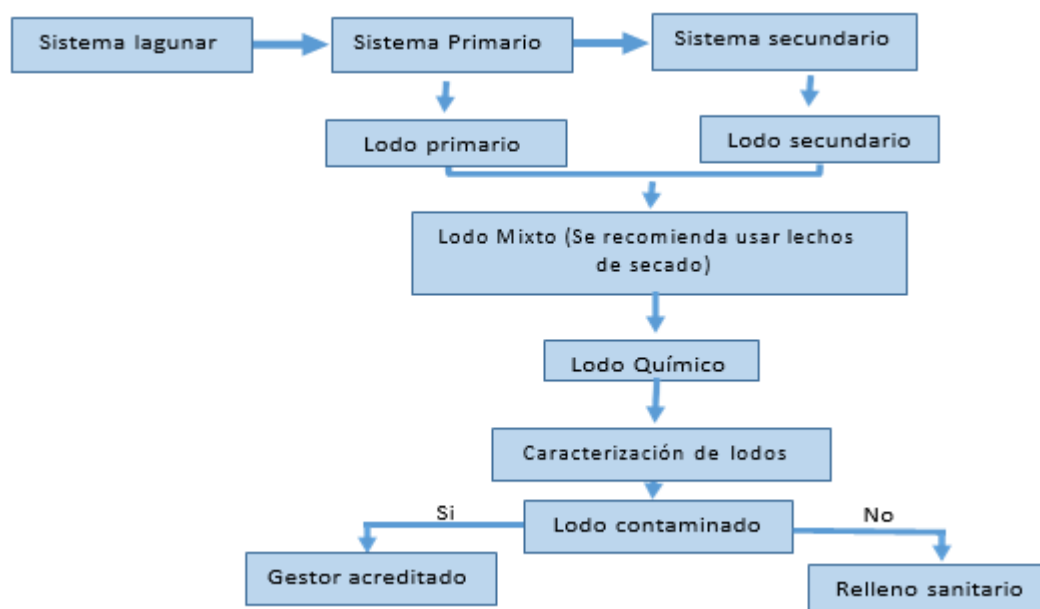 Sistema lagunar
Sistema Primario
Sistema secundario
Lodo primario
Lodo secundario
Lodo Mixto (Se recomienda usar lechos
de secado)
Lodo Químico
Caracterización de lodos
Si
Lodo contaminado
No
Gestor acreditado
Relleno sanitario